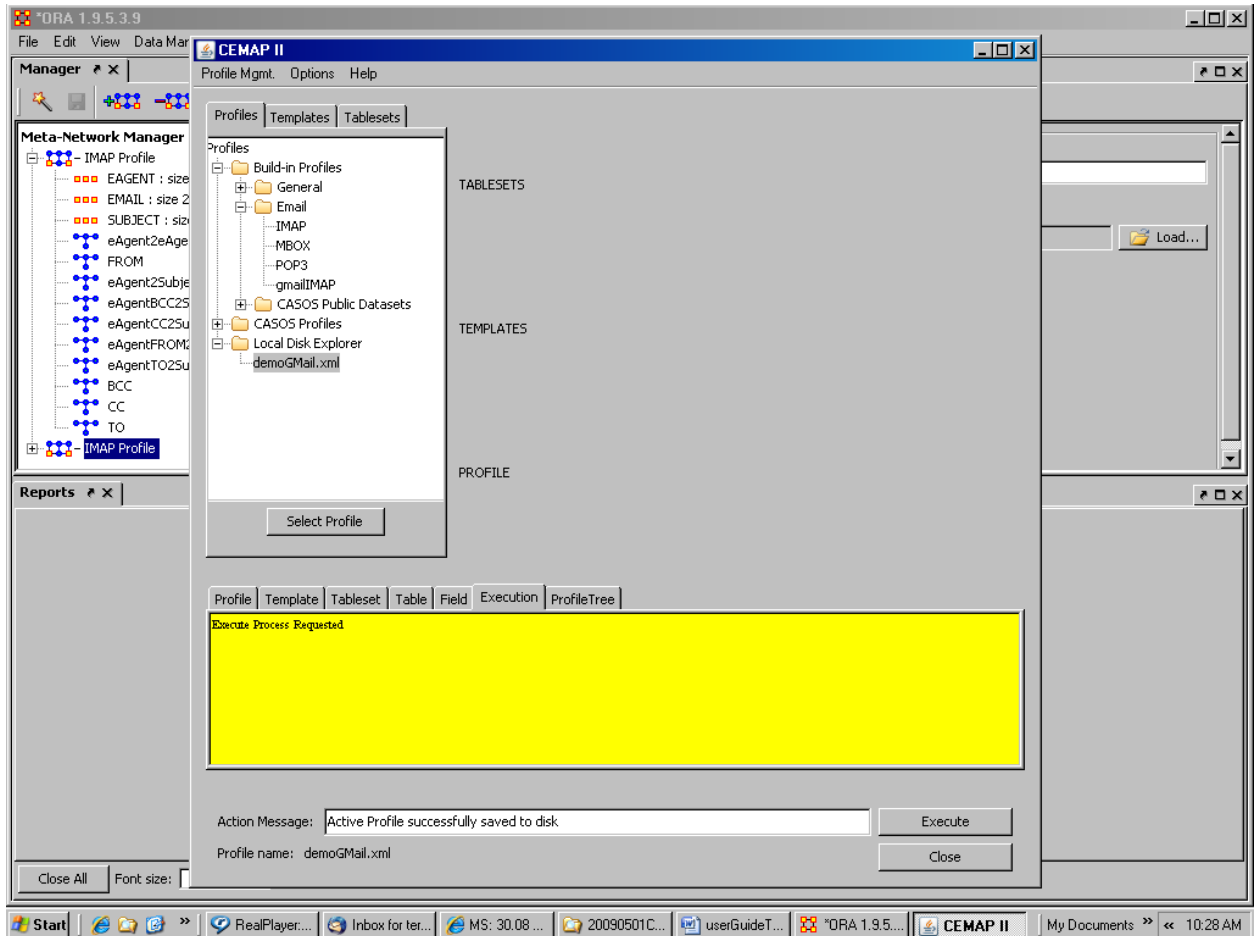 *ORA 1.9.5.3.9
File Edit View Data Mar
CEMAP II
Manager
Profile Mgmt. Options Help
Profiles Templates Tablesets
Meta-Network Manager
IMAP Profile
EAGENT : size
EMAIL : size 2
SUBJECT : size
eAgent2eAge
FROM
eAgent2Subje
eAgentBCC2S
eAgentCC2Su
eAgentFROM2
eAgentTO2Su
BCC
CC
TO
IMAP Profile
Profiles
Build-in Profiles
General
Email
IMAP
MBOX
POP3
gmailIMAP
CASOS Public Datasets
CASOS Profiles
Local Disk Explorer
demoGMail.xml
Select Profile
TABLESETS
TEMPLATES
PROFILE
Load...
Reports
Profile Template Tableset Table Field Execution ProfileTree
Execute Process Requested
Action Message: Active Profile successfully saved to disk
Execute
Profile name: demoGMail.xml
Close
Close All Font size:
Start » RealPlayer:... Inbox for ter... MS: 30.08 ... 20090501C... userGuideT... *ORA 1.9.5.... CEMAP II My Documents » « 10:28 AM